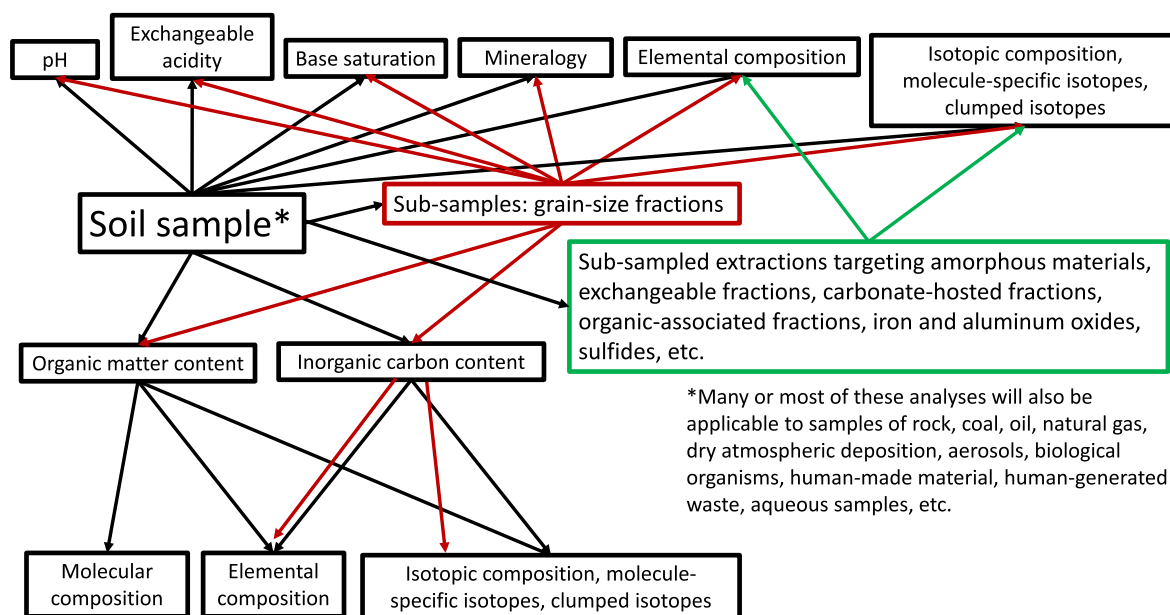 pH
Exchangeable
acidity
Base saturation
Mineralogy
Elemental composition
Isotopic composition,
molecule-specific isotopes,
clumped isotopes
Soil sample*
Sub-samples: grain-size fractions
Sub-sampled extractions targeting amorphous materials,
exchangeable fractions, carbonate-hosted fractions,
organic-associated fractions, iron and aluminum oxides,
sulfides, etc.
Organic matter content
Inorganic carbon content
*Many or most of these analyses will also be
applicable to samples of rock, coal, oil, natural gas,
dry atmospheric deposition, aerosols, biological
organisms, human-made material, human-generated
waste, aqueous samples, etc.
Molecular
composition
Elemental
composition
Isotopic composition, molecule-
specific isotopes, clumped isotopes